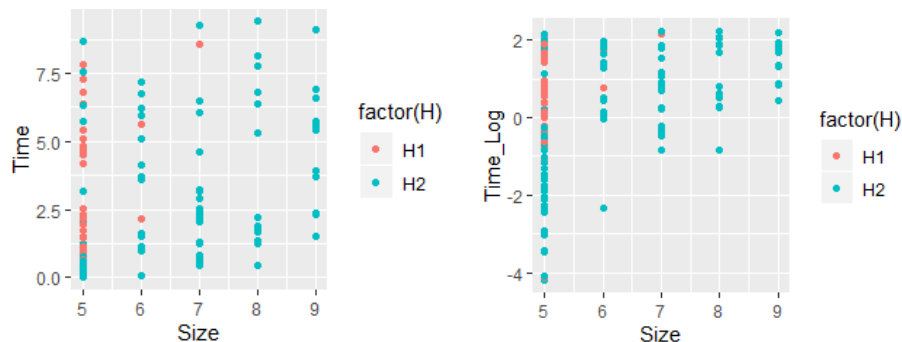 7.5
5.0
2.5
0.0
Time
5 6 7 8 9
Size
factor(H)
H1
H2
2
0
-2
-4
Time_Log
5 6 7 8 9
Size
factor(H)
H1
H2